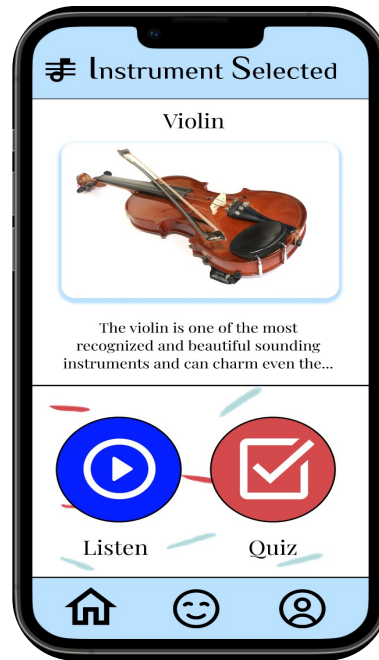 Instrument Selected
Violin
The violin is one of the most
recognized and beautiful sounding
instruments and can charm even the...
Listen
Quiz